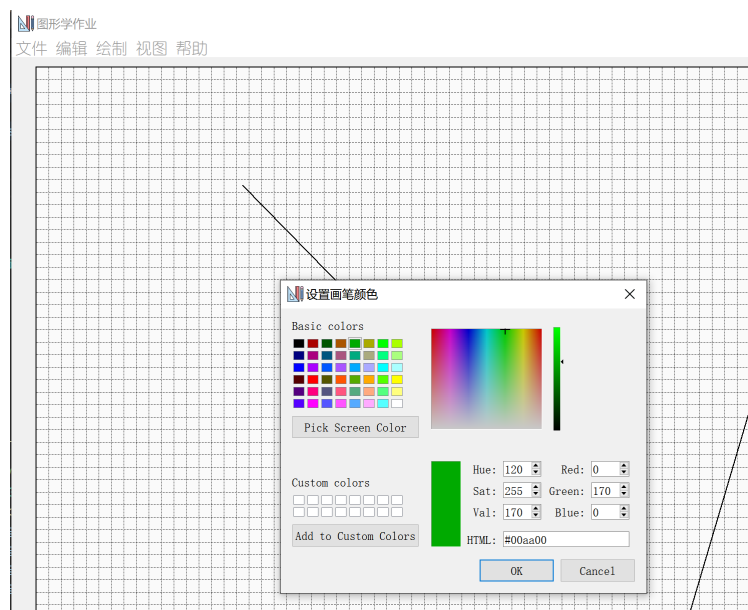 图形学作业
文件 编辑 绘制 视图 帮助
设置画笔颜色
Basic colors
Pick Screen Color
Custom colors
Add to Custom Colors
Hue: 120 Red: 0
Sat: 255 Green: 170
Val: 170 Blue: 0
HTML: #00aa00
OK Cancel